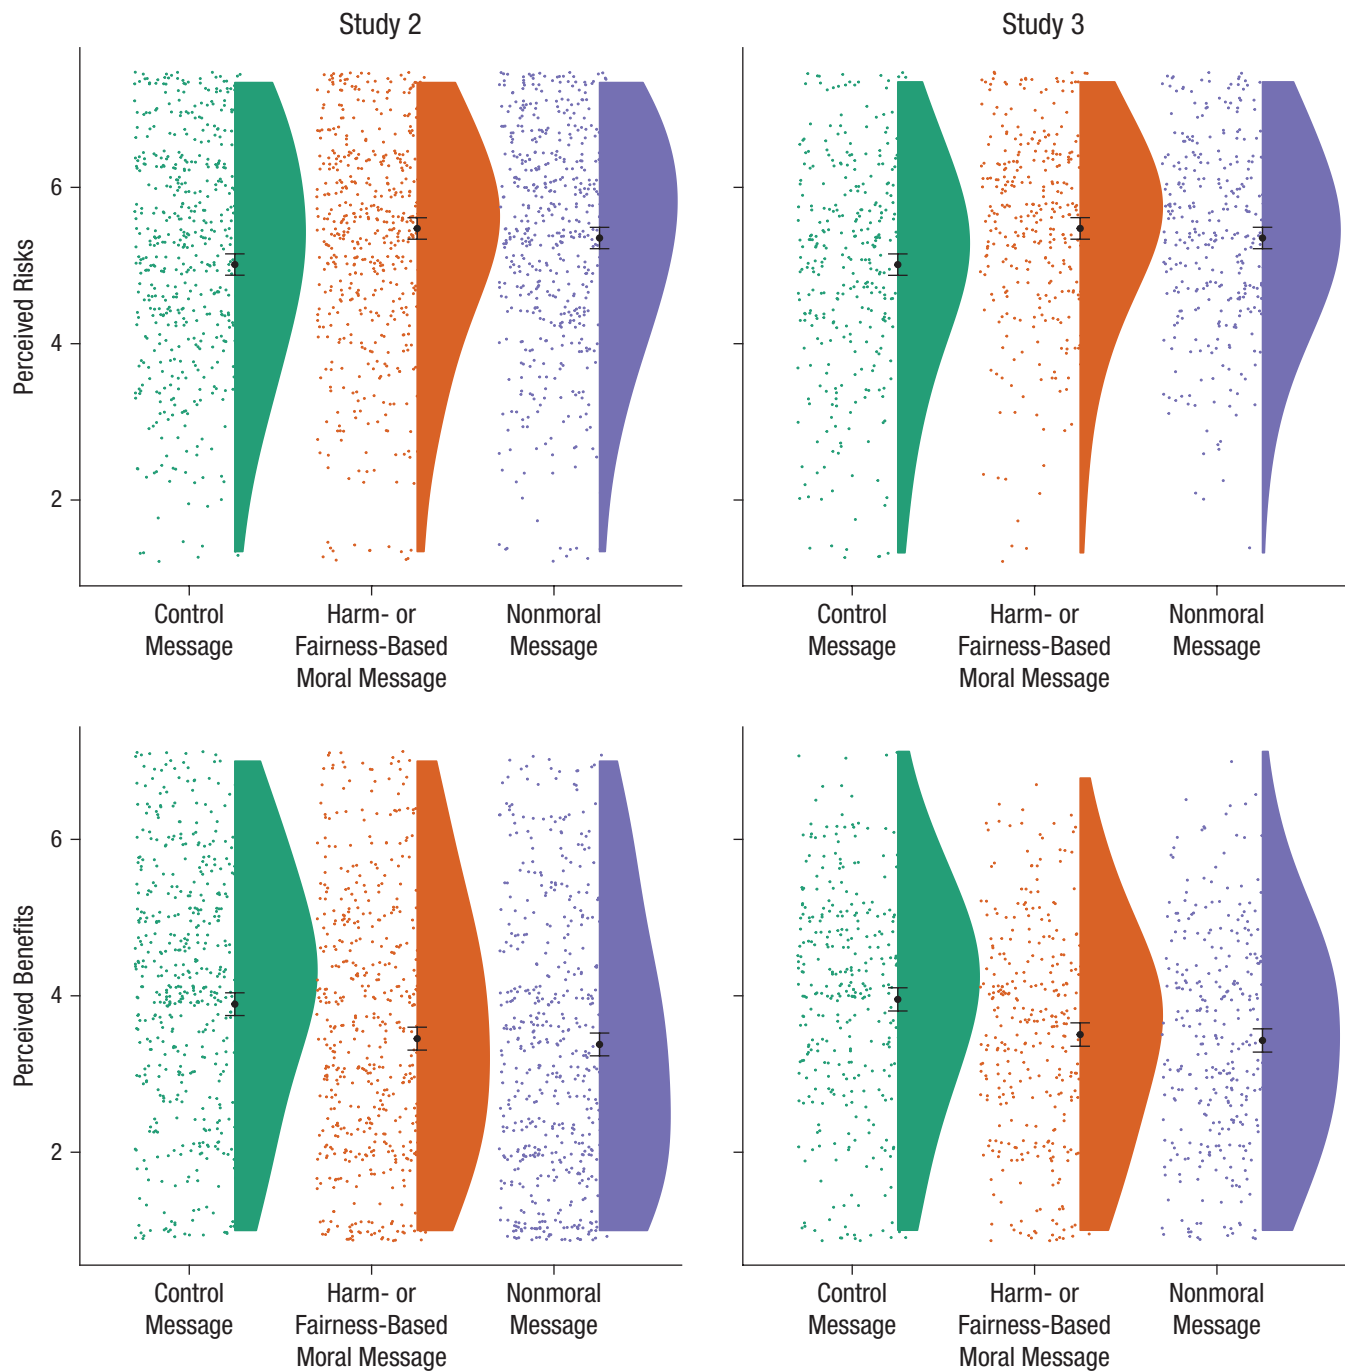 Study 2
Study 3
Perceived Risks
6
4
2
Control
Message
Harm- or
Fairness-Based
Moral Message
Nonmoral
Message
Control
Message
Harm- or
Fairness-Based
Moral Message
Nonmoral
Message
Perceived Benefits
6
4
2
Control
Message
Harm- or
Fairness-Based
Moral Message
Nonmoral
Message
Control
Message
Harm- or
Fairness-Based
Moral Message
Nonmoral
Message